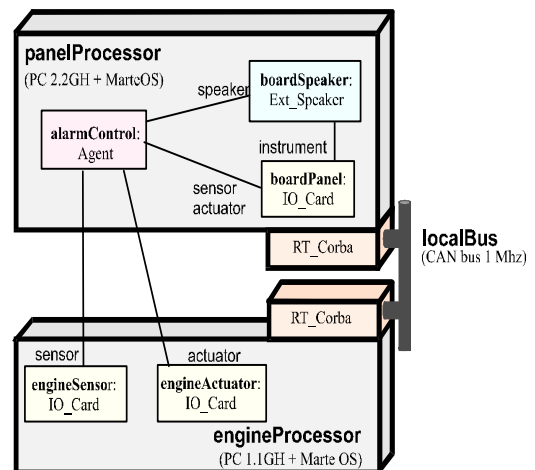 panelProcessor
(PC 2.2GH + MarteOS)
speaker
boardSpeaker:
Ext_Speaker
alarmControl:
Agent
instrument
sensor
actuator
boardPanel:
IO_Card
RT_Corba
localBus
(CAN bus 1 Mhz)
RT_Corba
sensor
actuator
engineSensor:
IO_Card
engineActuator:
IO_Card
engineProcessor
(PC 1.1GH + Marte OS)